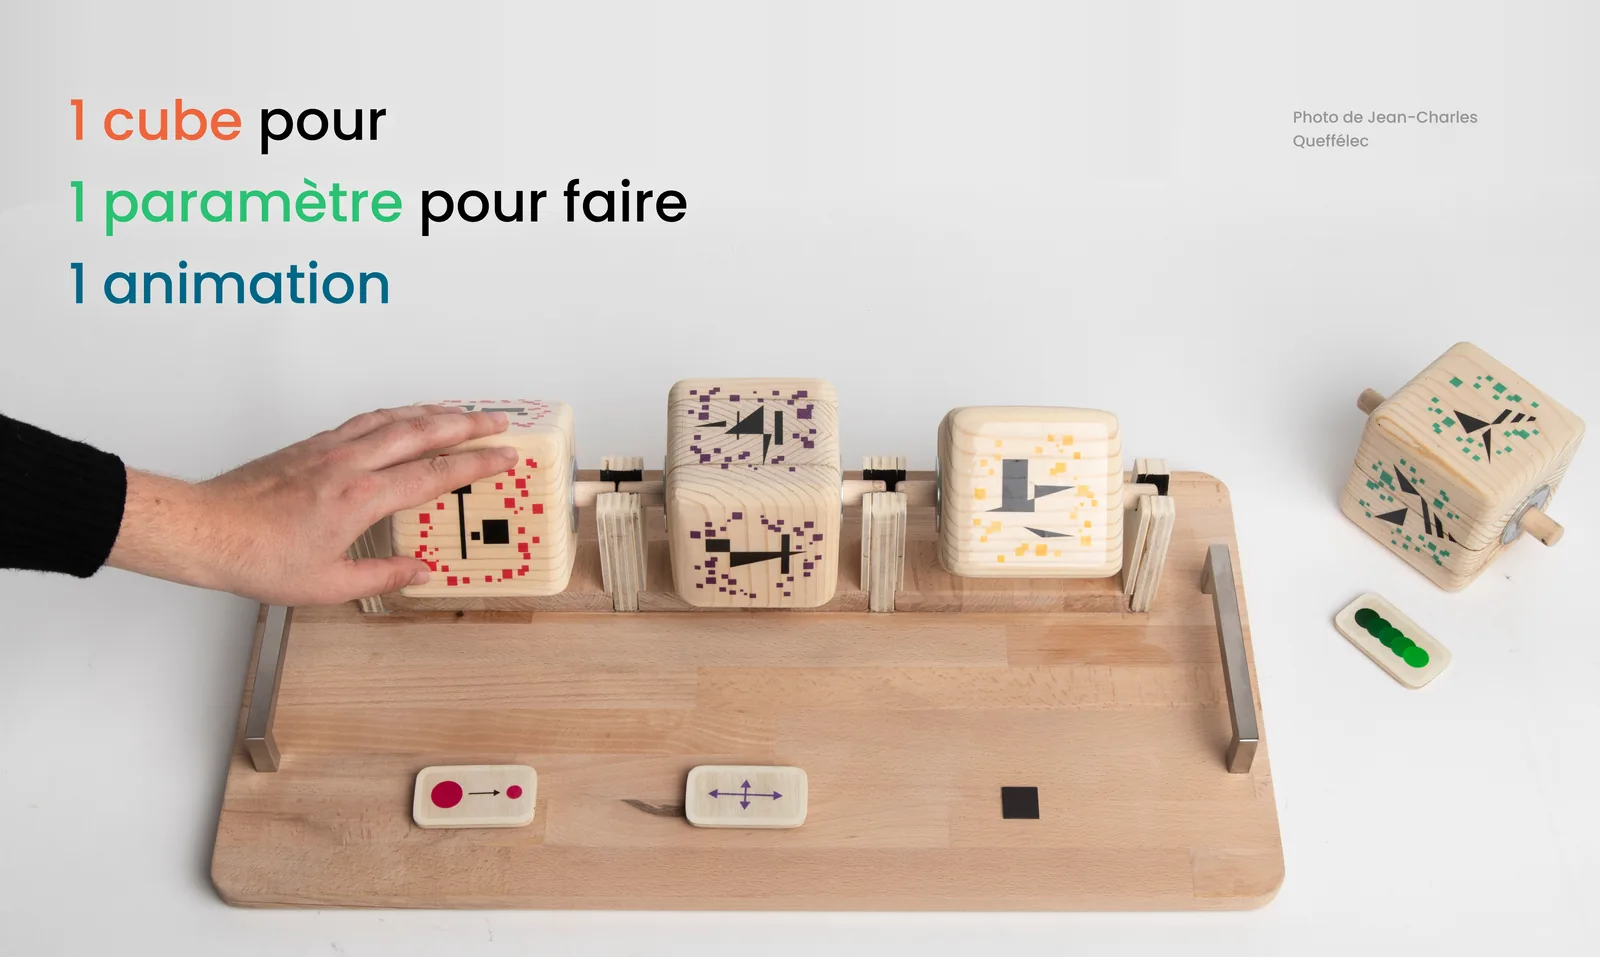 1 cube pour
1 paramètre pour faire
1 animation
Photo de Jean-Charles
Queffélec